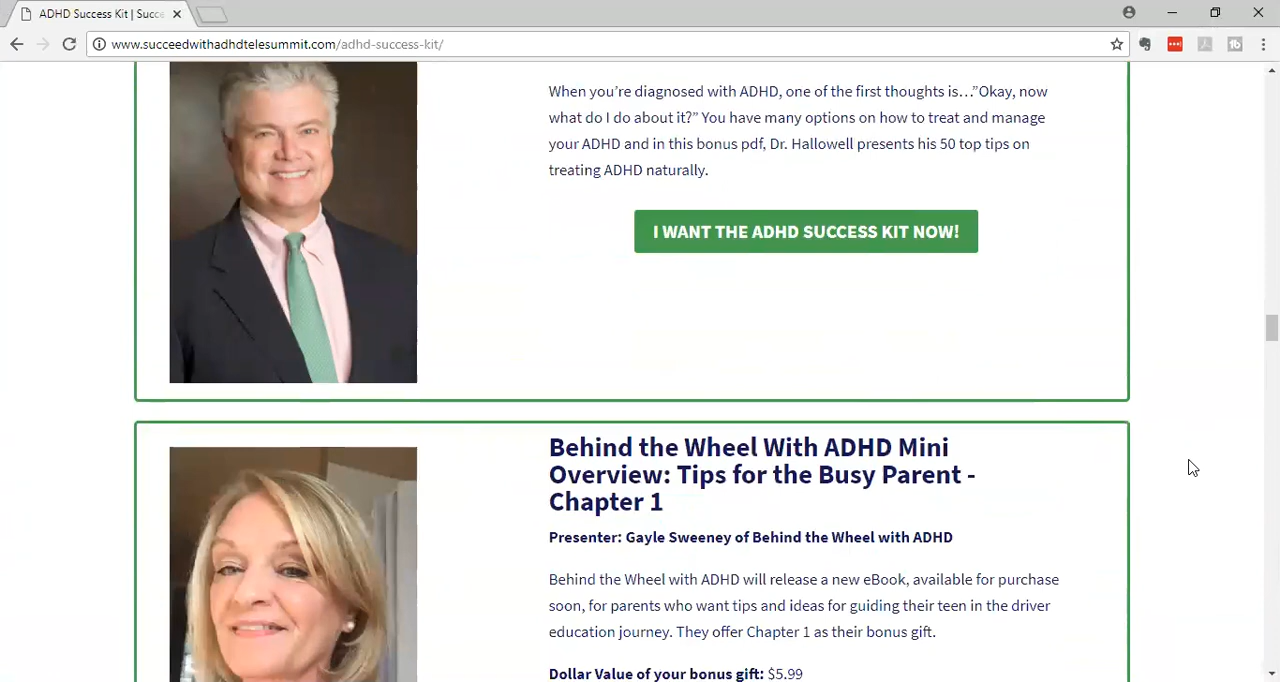 ADHD Success Kit | Succe
www.succeedwithadhdtelesummit.com/adhd-success-kit/
When you're diagnosed with ADHD, one of the first thoughts is…"Okay, now
what do I do about it?" You have many options on how to treat and manage
your ADHD and in this bonus pdf, Dr. Hallowell presents his 50 top tips on
treating ADHD naturally.
I WANT THE ADHD SUCCESS KIT NOW!
Behind the Wheel With ADHD Mini
Overview: Tips for the Busy Parent -
Chapter 1
Presenter: Gayle Sweeney of Behind the Wheel with ADHD
Behind the Wheel with ADHD will release a new eBook, available for purchase
soon, for parents who want tips and ideas for guiding their teen in the driver
education journey. They offer Chapter 1 as their bonus gift.
Dollar Value of your bonus gift: $5.99